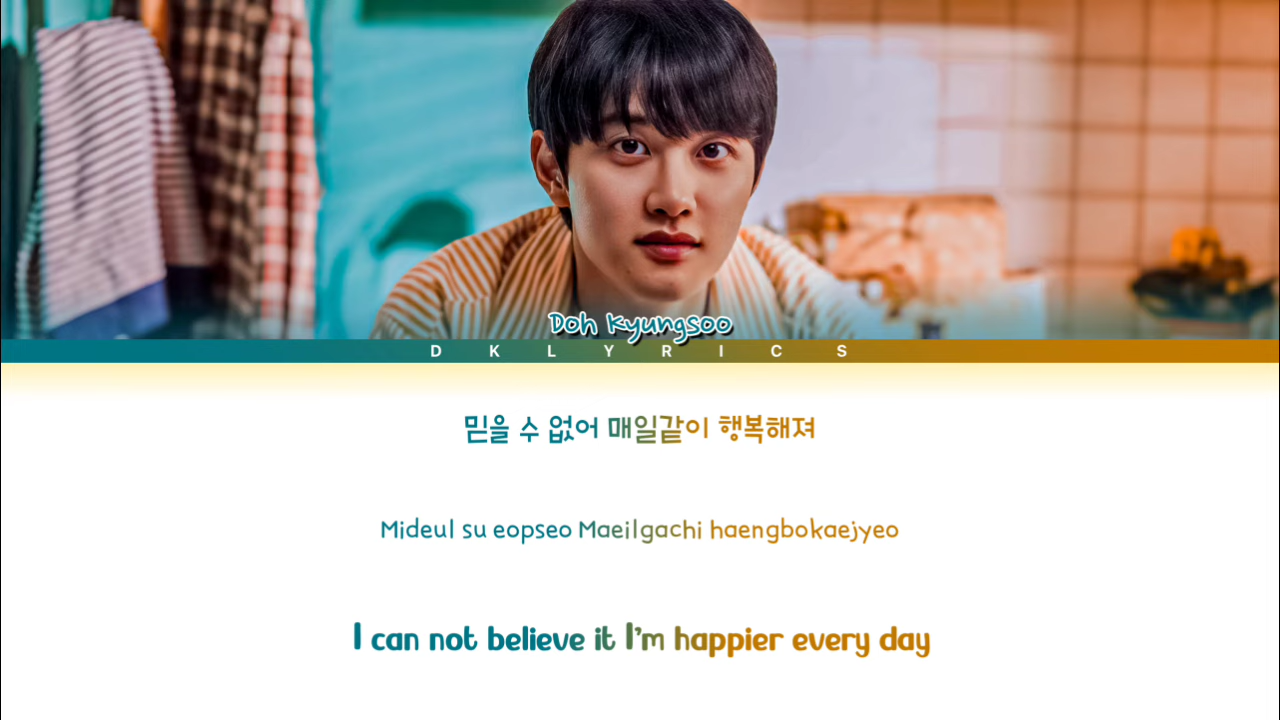 Doh Kyungsoo
DKLYRICS
믿을 수 없어 매일같이 행복해져
Mideul su eopseo Maeilgachi haengbokaejyeo
I can not believe it I'm happier every day